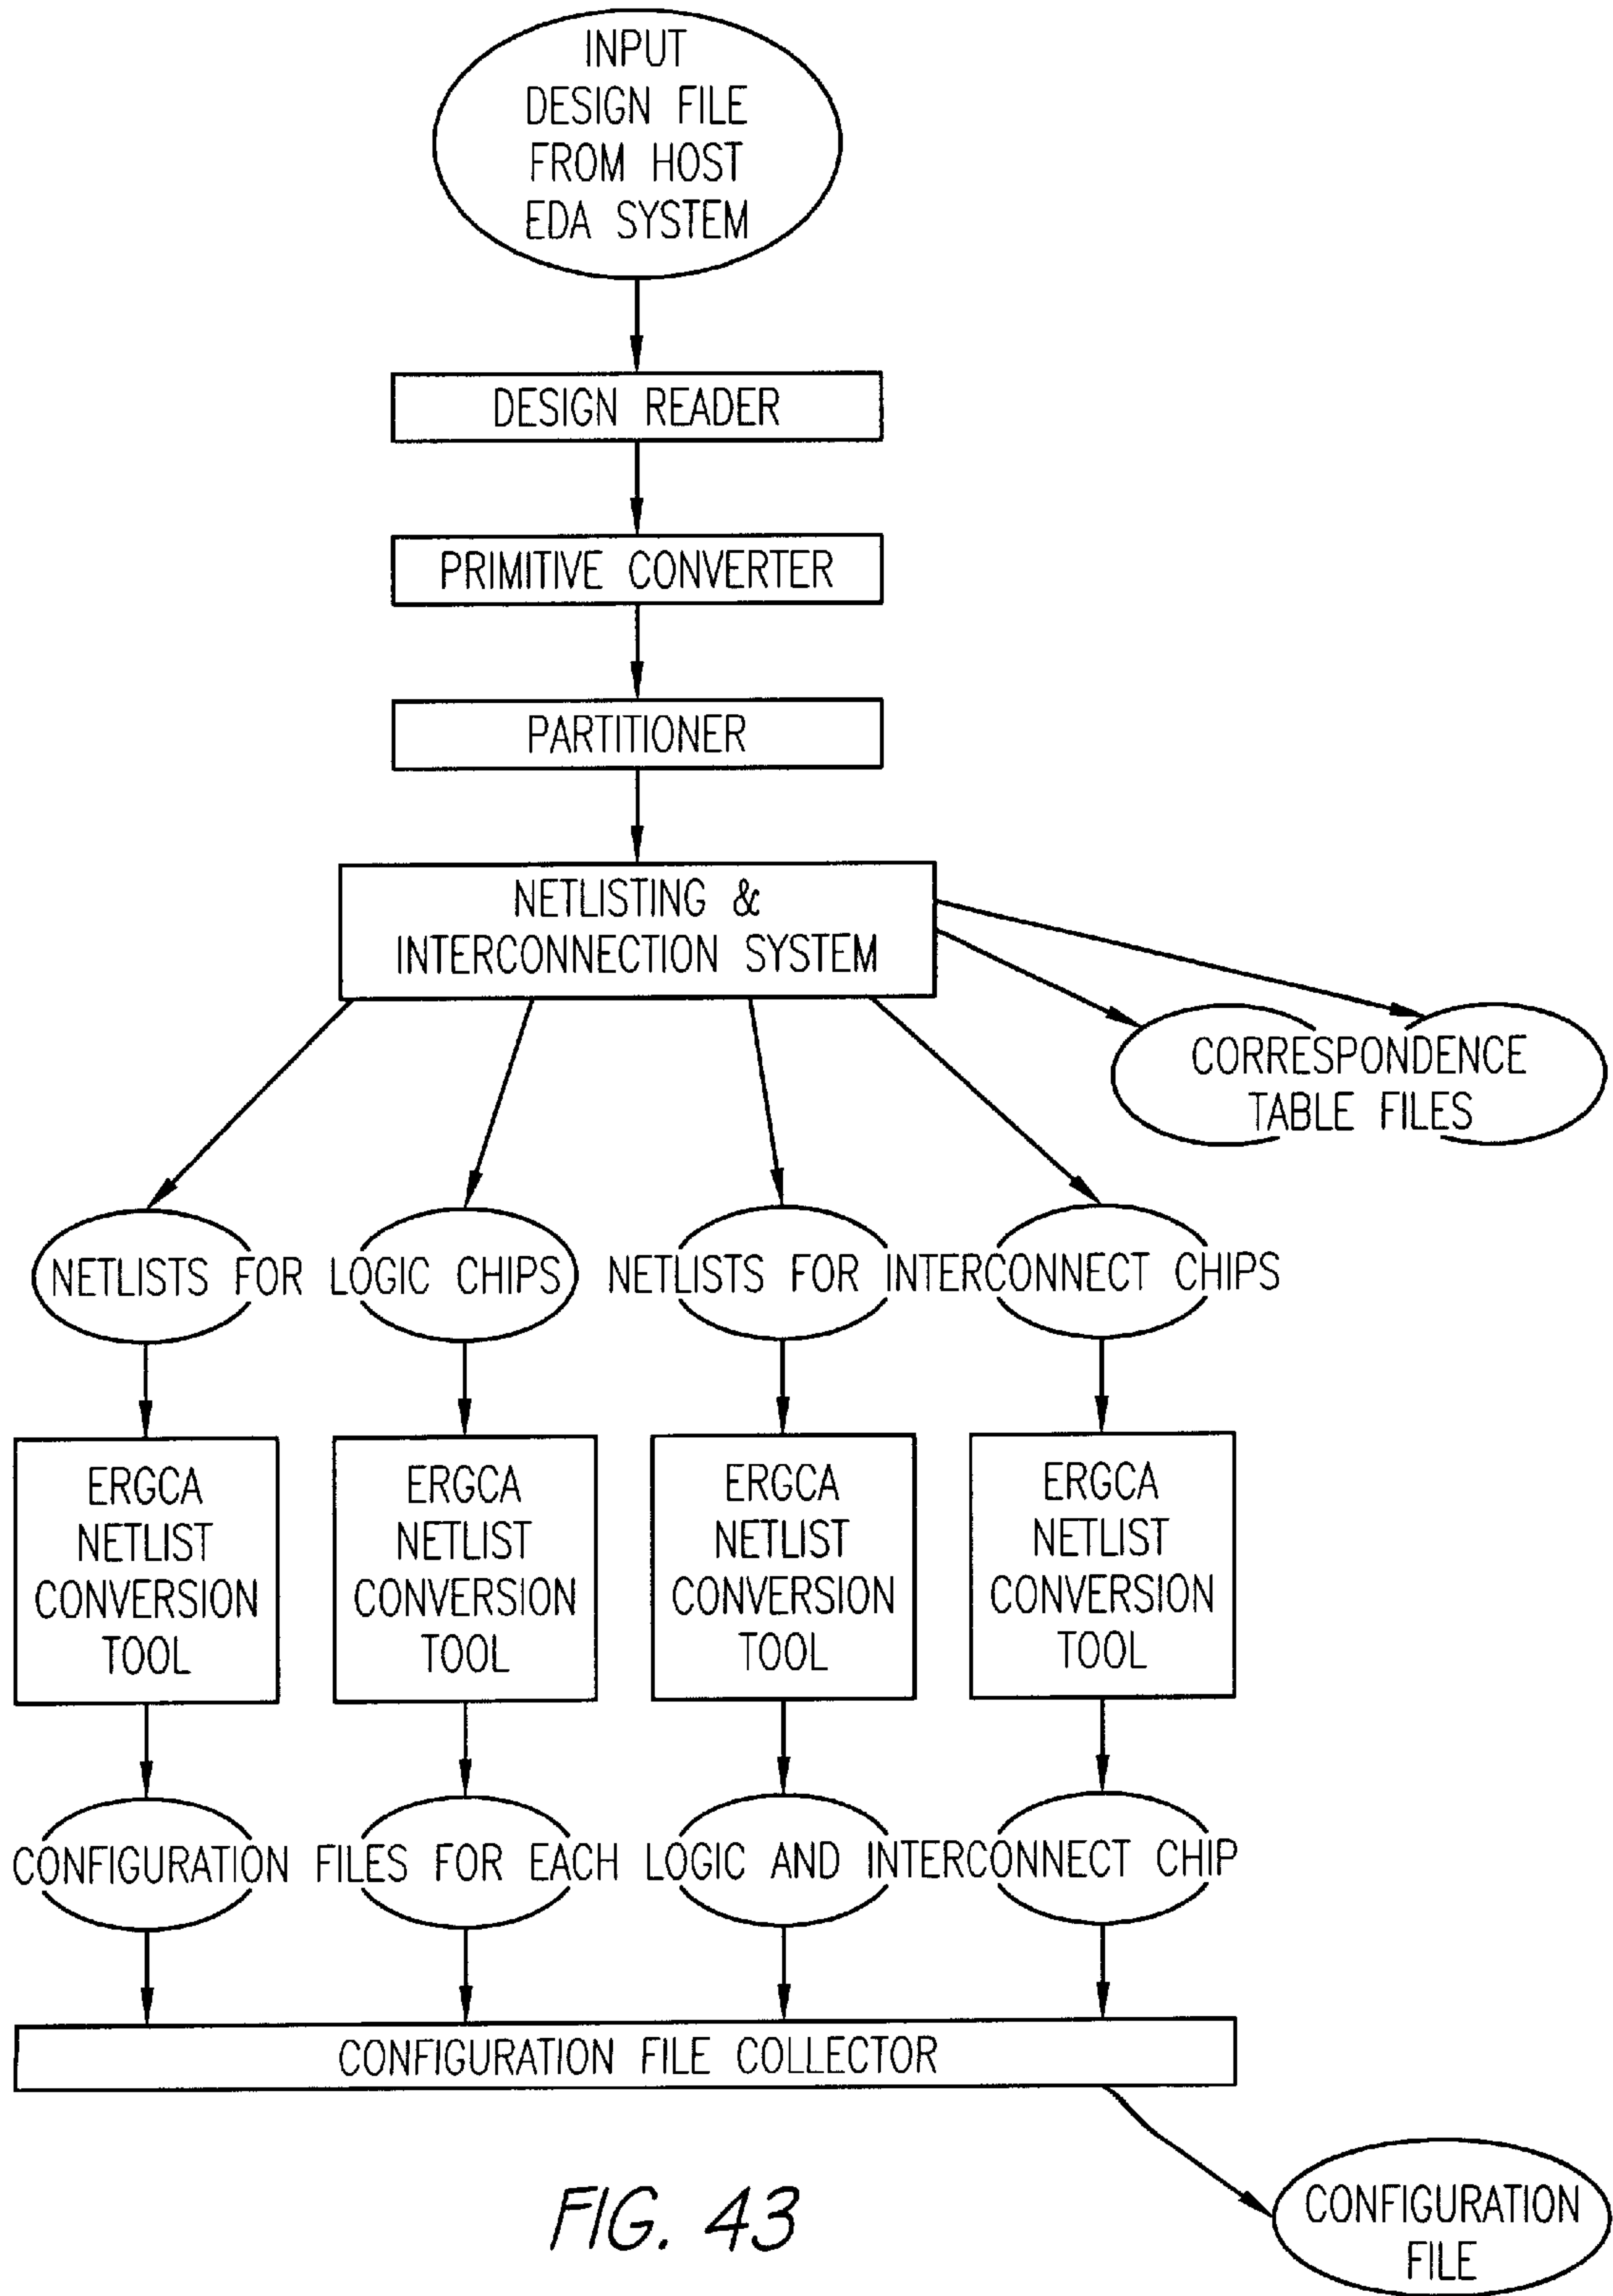 INPUT
DESIGN FILE
FROM HOST
EDA SYSTEM
DESIGN READER
PRIMITIVE CONVERTER
PARTITIONER
NETLISTING &
INTERCONNECTION SYSTEM
CORRESPONDENCE
TABLE FILES
NETLISTS FOR LOGIC CHIPS
NETLISTS FOR INTERCONNECT CHIPS
ERGCA
NETLIST
CONVERSION
TOOL
ERGCA
NETLIST
CONVERSION
TOOL
ERGCA
NETLIST
CONVERSION
TOOL
ERGCA
NETLIST
CONVERSION
TOOL
CONFIGURATION FILES FOR EACH LOGIC AND INTERCONNECT CHIP
CONFIGURATION FILE COLLECTOR
CONFIGURATION
FILE
FIG. 43